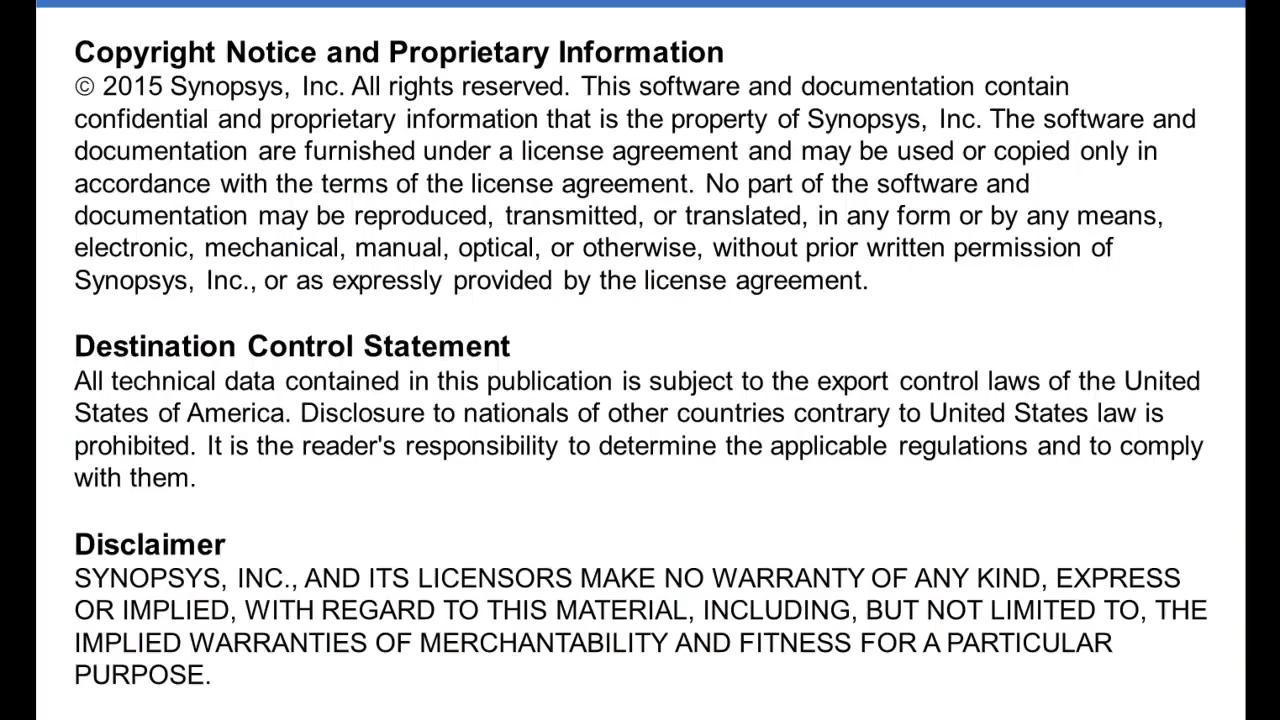 Copyright Notice and Proprietary Information
© 2015 Synopsys, Inc. All rights reserved. This software and documentation contain
confidential and proprietary information that is the property of Synopsys, Inc. The software and
documentation are furnished under a license agreement and may be used or copied only in
accordance with the terms of the license agreement. No part of the software and
documentation may be reproduced, transmitted, or translated, in any form or by any means,
electronic, mechanical, manual, optical, or otherwise, without prior written permission of
Synopsys, Inc., or as expressly provided by the license agreement.
Destination Control Statement
All technical data contained in this publication is subject to the export control laws of the United
States of America. Disclosure to nationals of other countries contrary to United States law is
prohibited. It is the reader's responsibility to determine the applicable regulations and to comply
with them.
Disclaimer
SYNOPSYS, INC., AND ITS LICENSORS MAKE NO WARRANTY OF ANY KIND, EXPRESS
OR IMPLIED, WITH REGARD TO THIS MATERIAL, INCLUDING, BUT NOT LIMITED TO, THE
IMPLIED WARRANTIES OF MERCHANTABILITY AND FITNESS FOR A PARTICULAR
PURPOSE.